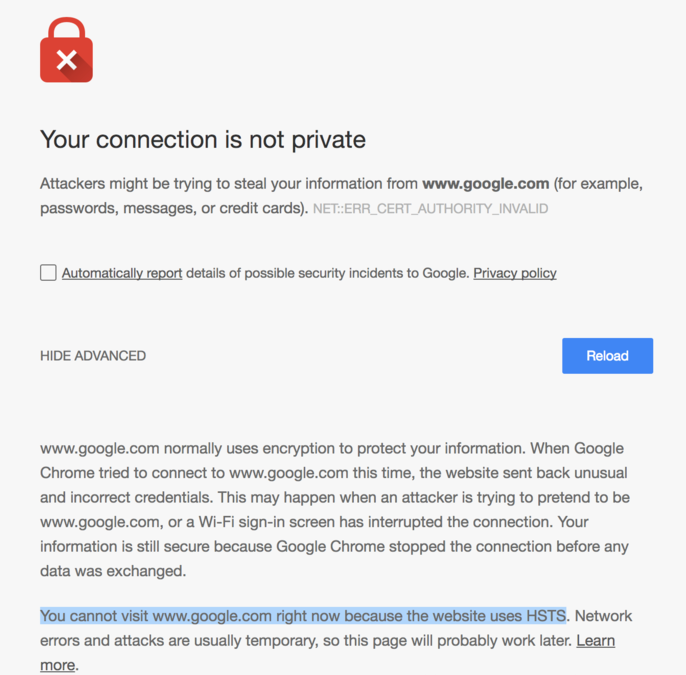 Your connection is not private
Attackers might be trying to steal your information from www.google.com (for example,
passwords, messages, or credit cards). NET::ERR_CERT_AUTHORITY_INVALID
Automatically report details of possible security incidents to Google. Privacy policy
HIDE ADVANCED
Reload
www.google.com normally uses encryption to protect your information. When Google
Chrome tried to connect to www.google.com this time, the website sent back unusual
and incorrect credentials. This may happen when an attacker is trying to pretend to be
www.google.com, or a Wi-Fi sign-in screen has interrupted the connection. Your
information is still secure because Google Chrome stopped the connection before any
data was exchanged.
You cannot visit www.google.com right now because the website uses HSTS. Network
errors and attacks are usually temporary, so this page will probably work later. Learn
more.